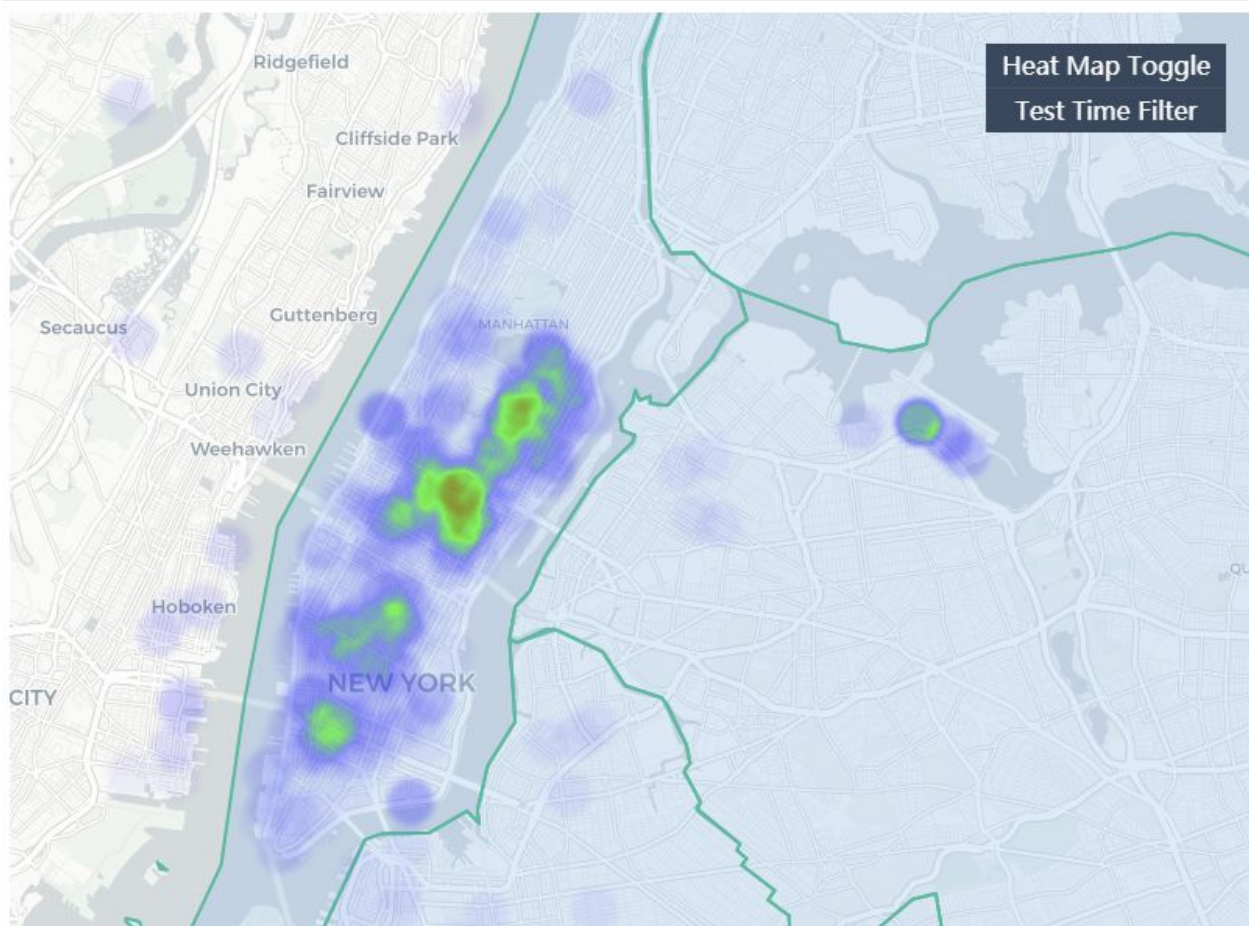 Ridgefield
Heat Map Toggle
Test Time Filter
Cliffside Park
Fairview
Guttenberg
Secaucus
MANHATTAN
Union City
Weehawken
QU
Hoboken
NEW YORK
CITY